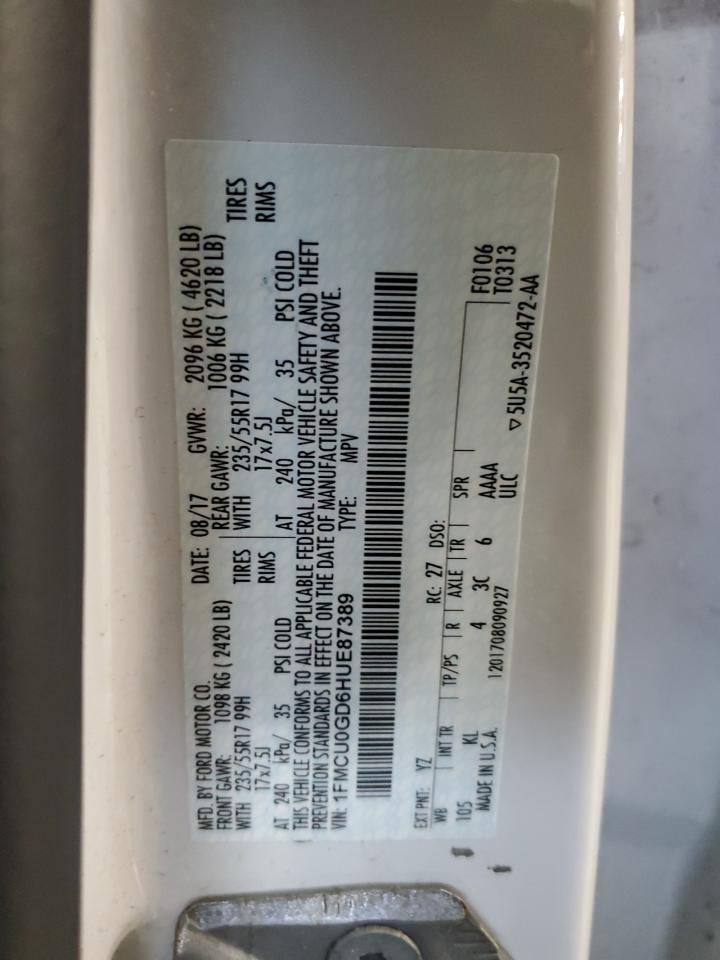 MFD. BY FORD MOTOR CO.
DATE: 08/17 GVWR: 2096 KG ( 4620 LB)
FRONT GAWR: 1098 KG ( 2420 LB) REAR GAWR: 1006 KG ( 2218 LB)
WITH 235/55R17 99H TIRES WITH 235/55R17 99H TIRES
17x7.5J RIMS 17x7.5J RIMS
AT 240 kPa/ 35 PSI COLD AT 240 kPa/ 35 PSI COLD
THIS VEHICLE CONFORMS TO ALL APPLICABLE FEDERAL MOTOR VEHICLE SAFETY AND THEFT
PREVENTION STANDARDS IN EFFECT ON THE DATE OF MANUFACTURE SHOWN ABOVE.
VIN: 1FMCU0GD6HUE87389 TYPE: MPV
EXT PNT: YZ RC: 27 DSO:
WB INT TR TP/PS R AXLE TR SPR F0106
105 KL 4 3C 6 AAAA T0313
MADE IN U.S.A. 1201708090927 ULC ▽5U5A-3520472-AA